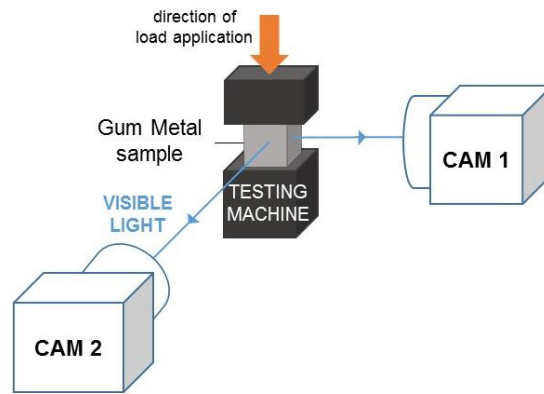 direction of
load application
Gum Metal
sample
CAM 1
TESTING
MACHINE
VISIBLE
LIGHT
CAM 2